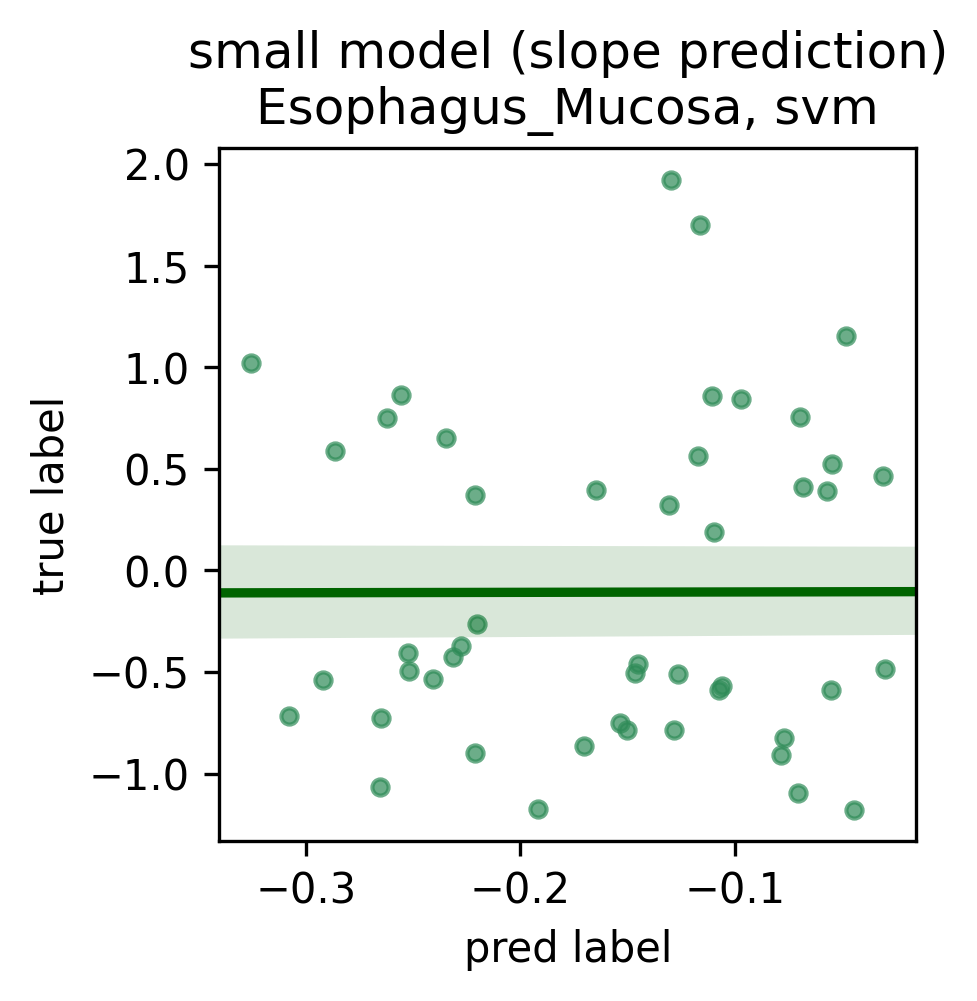 small model (slope prediction)
Esophagus_Mucosa, svm
2.0
1.5
1.0
0.5
0.0
−0.5
−1.0
true label
−0.3
−0.2
−0.1
pred label